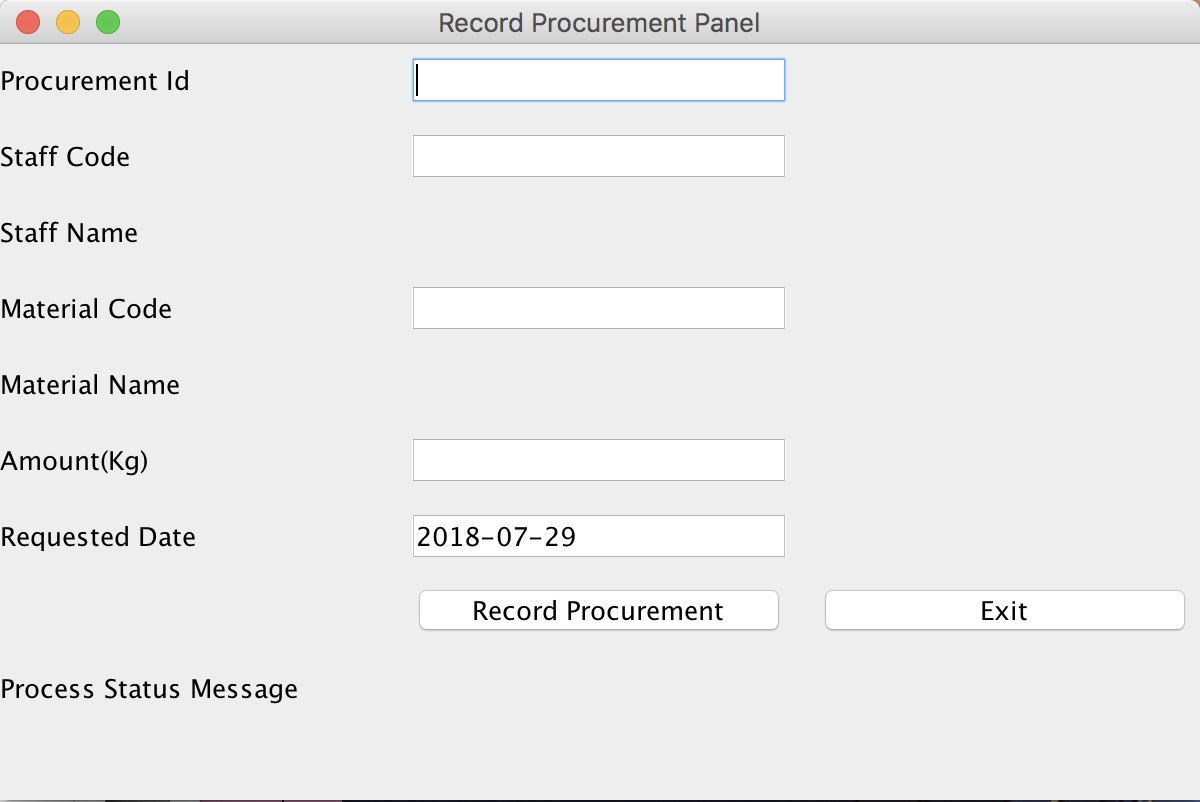 Record Procurement Panel
Procurement Id
Staff Code
Staff Name
Material Code
Material Name
Amount(Kg)
Requested Date 2018-07-29
Record Procurement Exit
Process Status Message